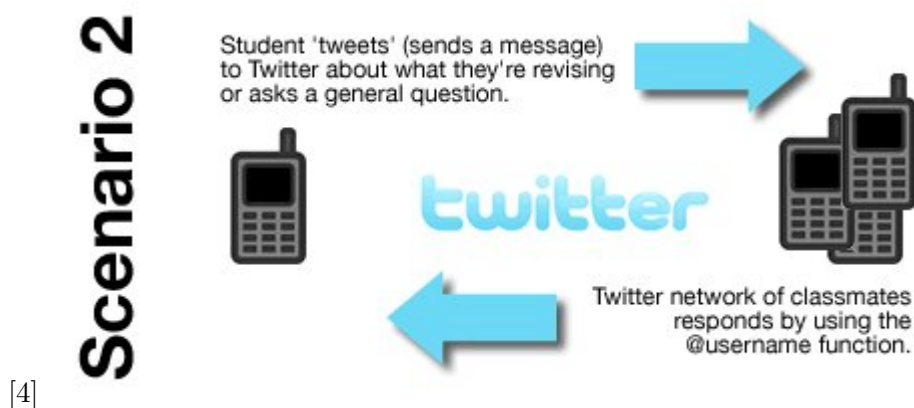 Scenario 2
Student 'tweets' (sends a message)
to Twitter about what they're revising
or asks a general question.
twitter
Twitter network of classmates
responds by using the
@username function.
[4]